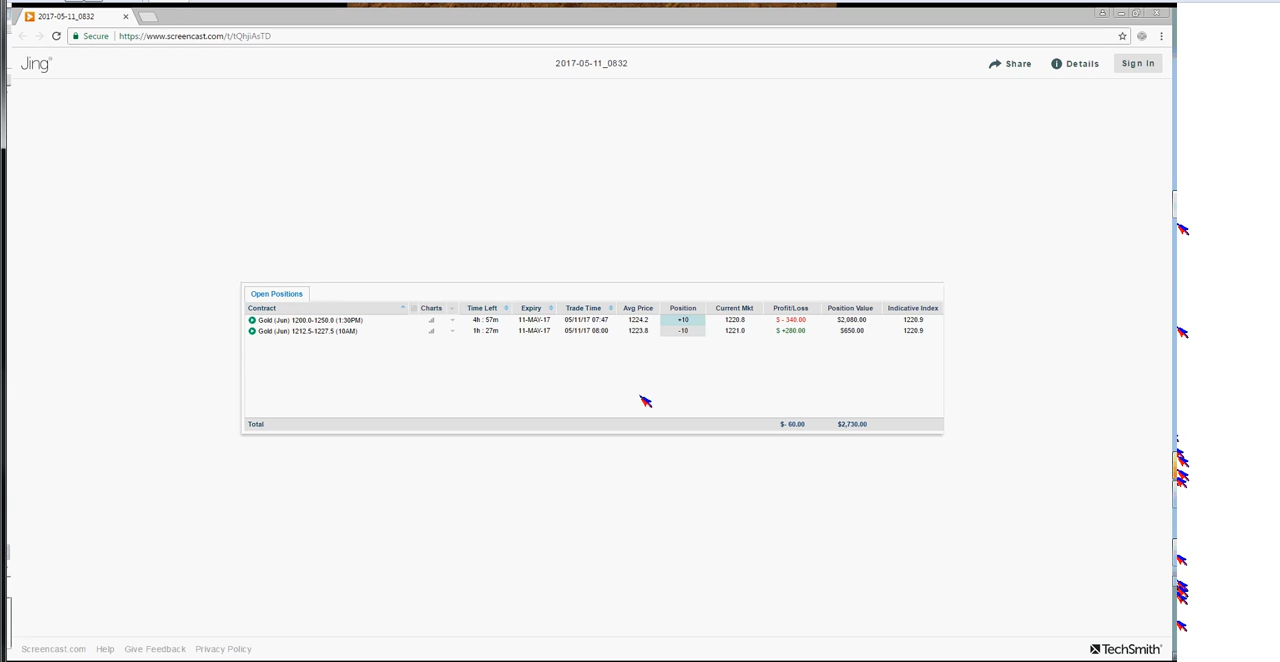 2017-05-11_0832
Secure https://www.screencast.com/t/tQhjiAsTD
Jing® 2017-05-11_0832 Share Details Sign In
Open Positions
Contract Charts Time Left Expiry Trade Time Avg Price Position Current Mkt Profit/Loss Position Value Indicative Index
Gold (Jun) 1200.0-1250.0 (1:30PM) 4h : 57m 11-MAY-17 05/11/17 07:47 1224.2 +10 1220.8 $ - 340.00 $2,080.00 1220.9
Gold (Jun) 1212.5-1227.5 (10AM) 1h : 27m 11-MAY-17 05/11/17 08:00 1223.8 -10 1221.0 $ +280.00 $650.00 1220.9
Total $- 60.00 $2,730.00
Screencast.com Help Give Feedback Privacy Policy TechSmith®